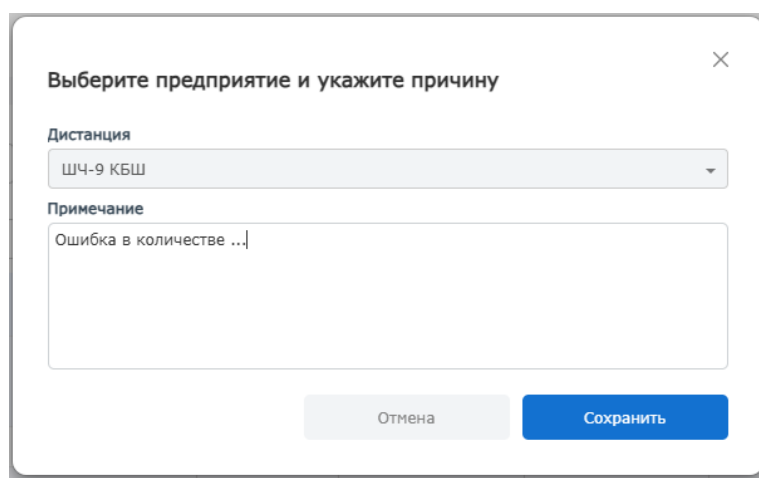 Выберите предприятие и укажите причину
Дистанция
ШЧ-9 КБШ
Примечание
Ошибка в количестве ...
Отмена
Сохранить